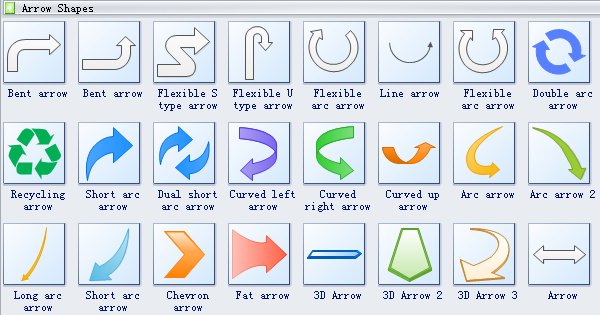 Arrow Shapes
Bent arrow
Bent arrow
Flexible S
type arrow
Flexible U
type arrow
Flexible
arc arrow
Line arrow
Flexible
arc arrow
Double arc
arrow
Recycling
arrow
Short arc
arrow
Dual short
arc arrow
Curved left
arrow
Curved
right arrow
Curved up
arrow
Arc arrow
Arc arrow 2
Long arc
arrow
Short arc
arrow
Chevron
arrow
Fat arrow
3D Arrow
3D Arrow 2
3D Arrow 3
Arrow